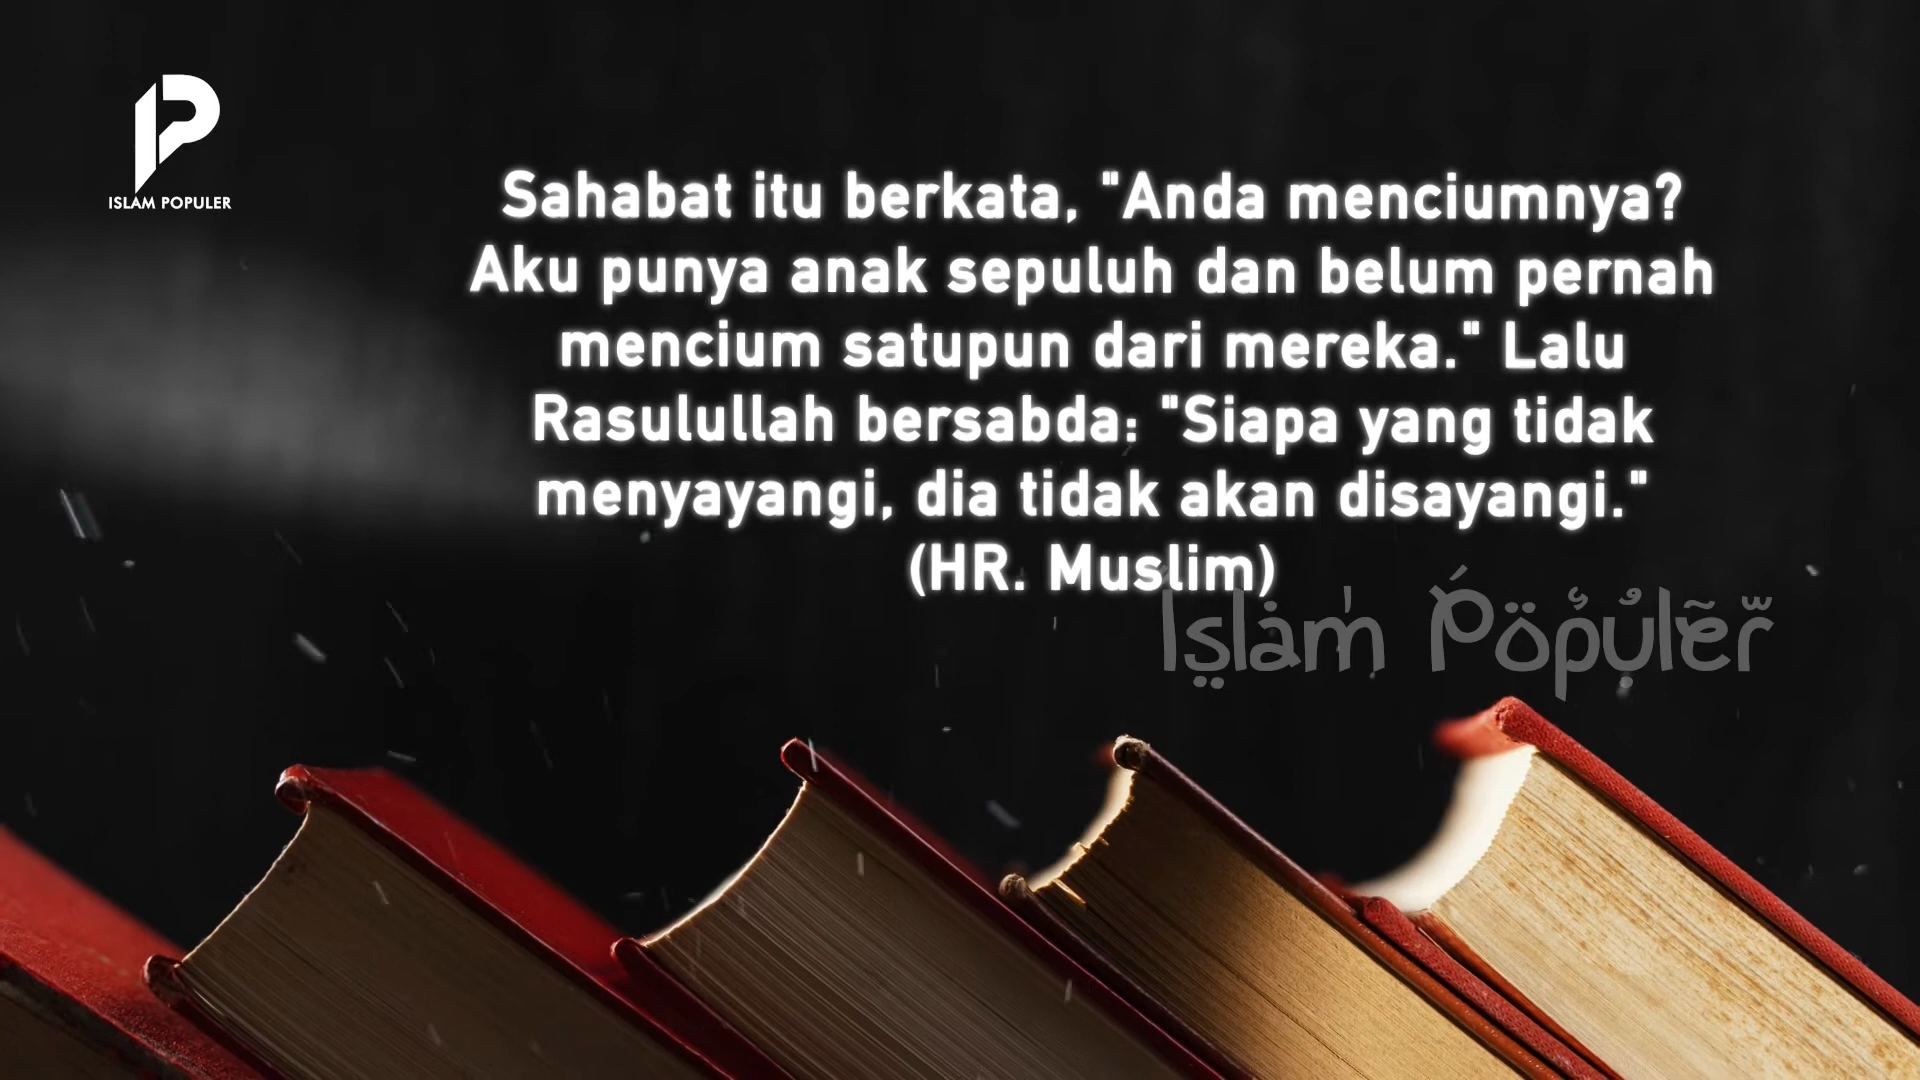 ISLAM POPULER
Sahabat itu berkata, "Anda menciumnya?
Aku punya anak sepuluh dan belum pernah
mencium satupun dari mereka." Lalu
Rasulullah bersabda: "Siapa yang tidak
menyayangi, dia tidak akan disayangi."
(HR. Muslim)
Islam Populer